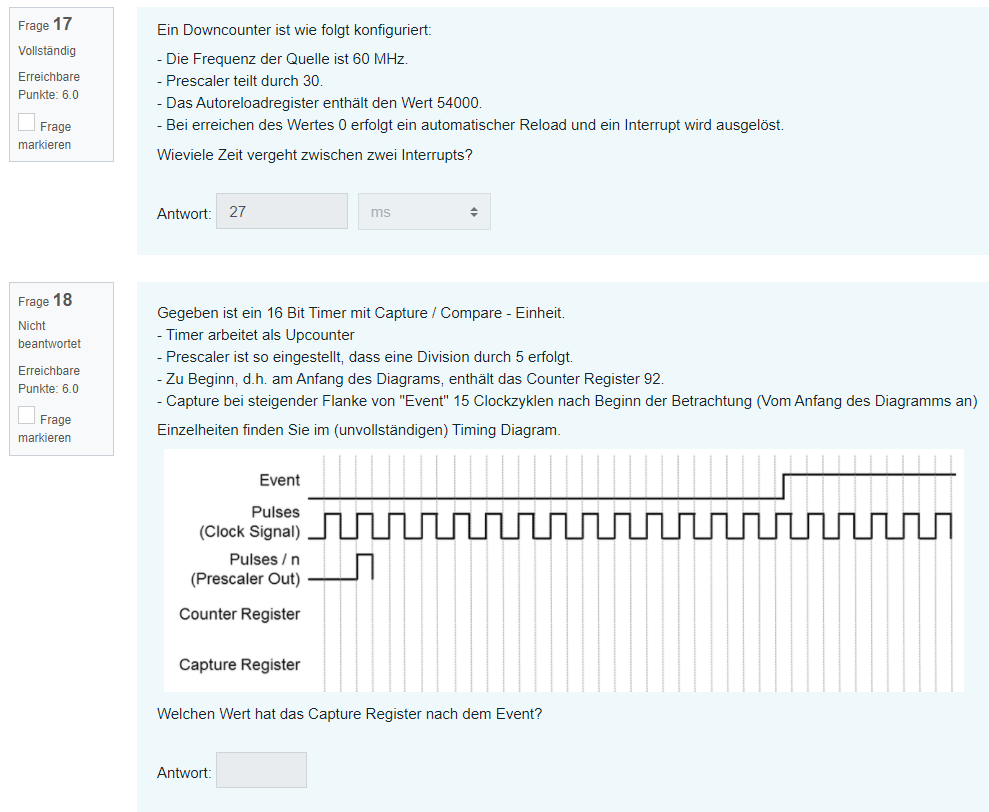 Frage 17
Vollständig
Erreichbare
Punkte: 6.0
Frage
markieren
Ein Downcounter ist wie folgt konfiguriert:
- Die Frequenz der Quelle ist 60 MHz.
- Prescaler teilt durch 30.
- Das Autoreloadregister enthält den Wert 54000.
- Bei erreichen des Wertes 0 erfolgt ein automatischer Reload und ein Interrupt wird ausgelöst.
Wieviele Zeit vergeht zwischen zwei Interrupts?
Antwort: 27 ms
Frage 18
Nicht
beantwortet
Erreichbare
Punkte: 6.0
Frage
markieren
Gegeben ist ein 16 Bit Timer mit Capture / Compare - Einheit.
- Timer arbeitet als Upcounter
- Prescaler ist so eingestellt, dass eine Division durch 5 erfolgt.
- Zu Beginn, d.h. am Anfang des Diagrams, enthält das Counter Register 92.
- Capture bei steigender Flanke von "Event" 15 Clockzyklen nach Beginn der Betrachtung (Vom Anfang des Diagramms an)
Einzelheiten finden Sie im (unvollständigen) Timing Diagram.
Event
Pulses
(Clock Signal)
Pulses / n
(Prescaler Out)
Counter Register
Capture Register
Welchen Wert hat das Capture Register nach dem Event?
Antwort: